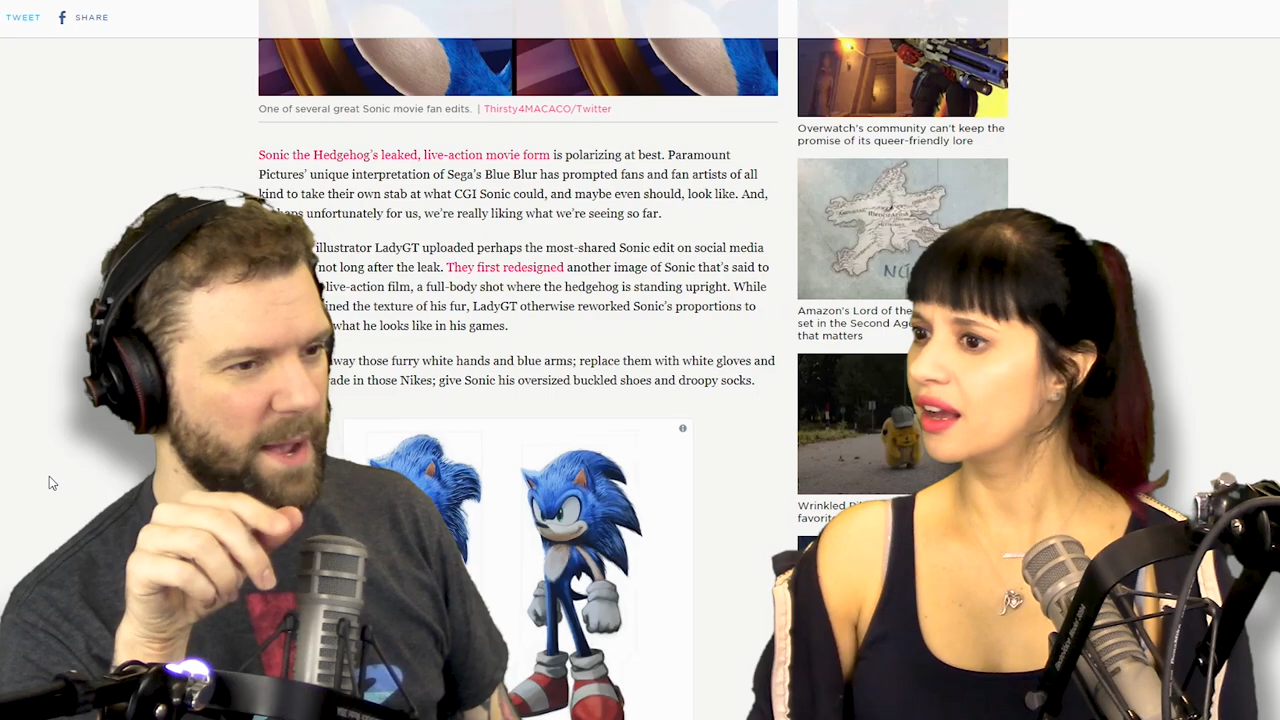 TWEET
SHARE
One of several great Sonic movie fan edits. | Thirsty4MACACO/Twitter
Sonic the Hedgehog's leaked, live-action movie form is polarizing at best. Paramount
Pictures' unique interpretation of Sega's Blue Blur has prompted fans and fan artists of all
kind to take their own stab at what CGI Sonic could, and maybe even should, look like. And,
unfortunately for us, we're really liking what we're seeing so far.
illustrator LadyGT uploaded perhaps the most-shared Sonic edit on social media
not long after the leak. They first redesigned another image of Sonic that's said to
live-action film, a full-body shot where the hedgehog is standing upright. While
the texture of his fur, LadyGT otherwise reworked Sonic's proportions to
what he looks like in his games.
those furry white hands and blue arms; replace them with white gloves and
in those Nikes; give Sonic his oversized buckled shoes and droopy socks.
Overwatch's community can't keep the
promise of its queer-friendly lore
Amazon's Lord of the
set in the Second
that matters
Wrinkled